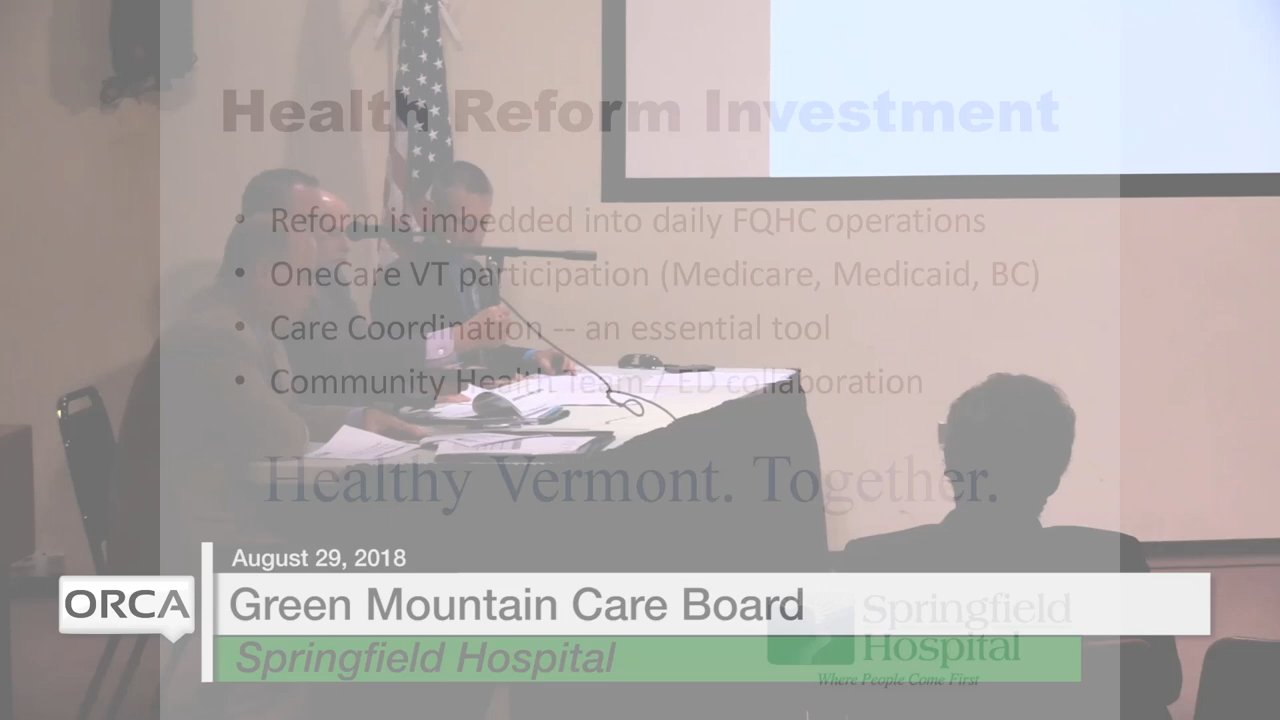 Health Reform Investment
• Reform is imbedded into daily FQHC operations
• OneCare VT participation (Medicare, Medicaid, BC)
• Care Coordination -- an essential tool
• Community Health Team / ED collaboration
Healthy Vermont. Together.
August 29, 2018
ORCA
Green Mountain Care Board
Springfield Hospital
Springfield
Hospital
Where People Come First